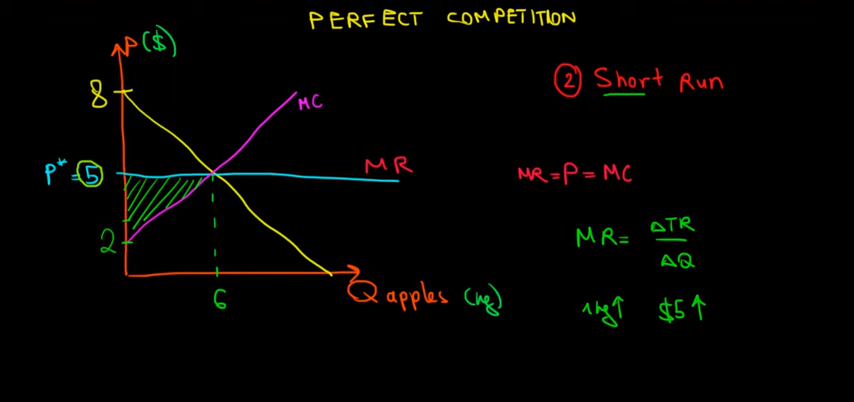 PERFECT COMPETITION
P ($)
② Short Run
8
MC
MR
P* = 5
MR = P = MC
MR = ΔTR / ΔQ
2
6
Q apples (kg)
1kg↑ $5↑